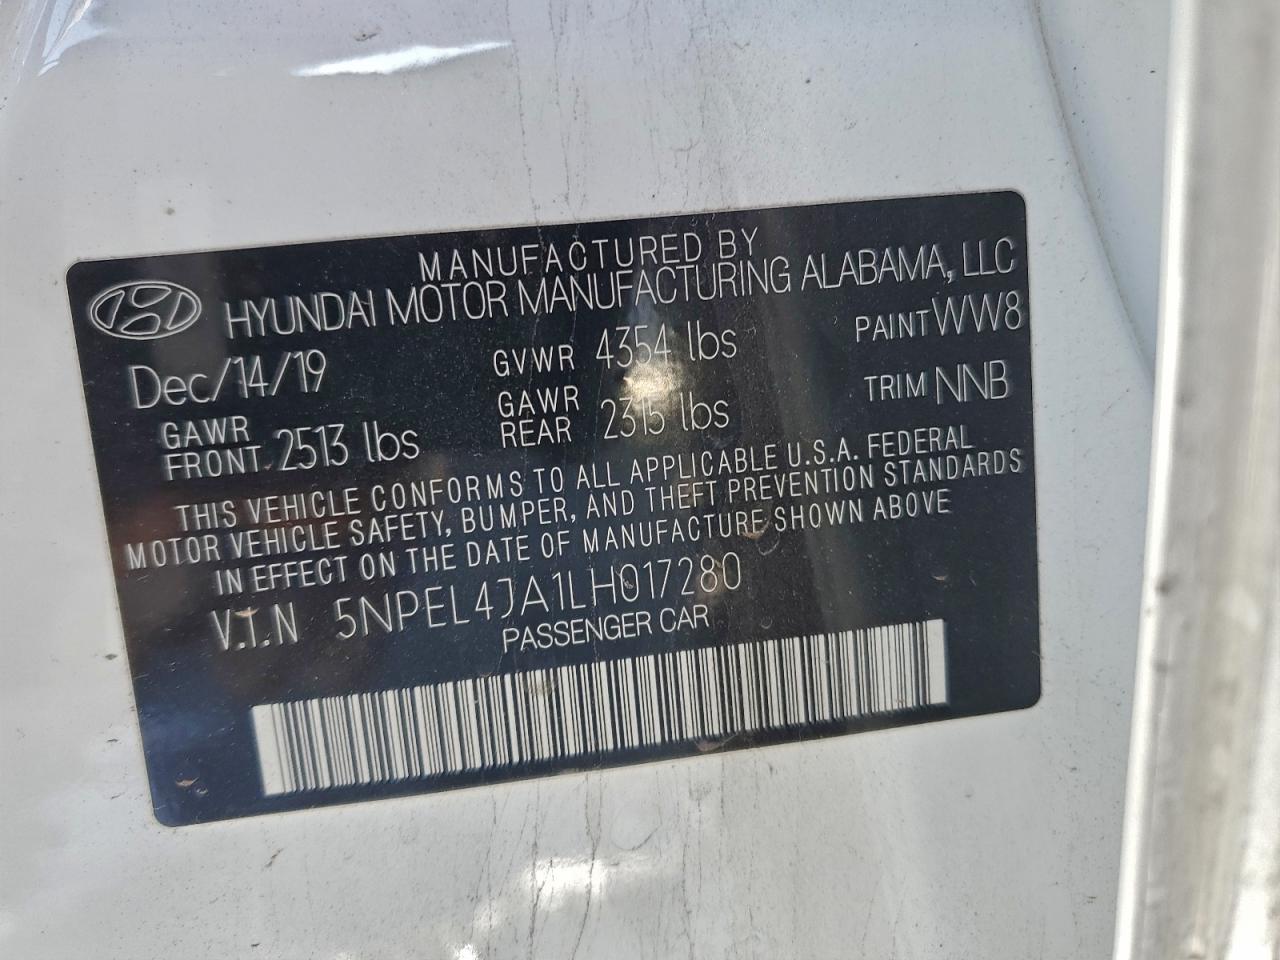 MANUFACTURED BY
HYUNDAI MOTOR MANUFACTURING ALABAMA, LLC
Dec/14/19 GVWR 4354 lbs PAINT WW8
GAWR FRONT 2513 lbs GAWR REAR 2315 lbs TRIM NNB
THIS VEHICLE CONFORMS TO ALL APPLICABLE U.S.A. FEDERAL
MOTOR VEHICLE SAFETY, BUMPER, AND THEFT PREVENTION STANDARDS
IN EFFECT ON THE DATE OF MANUFACTURE SHOWN ABOVE
V.I.N 5NPEL4JA1LH017280
PASSENGER CAR